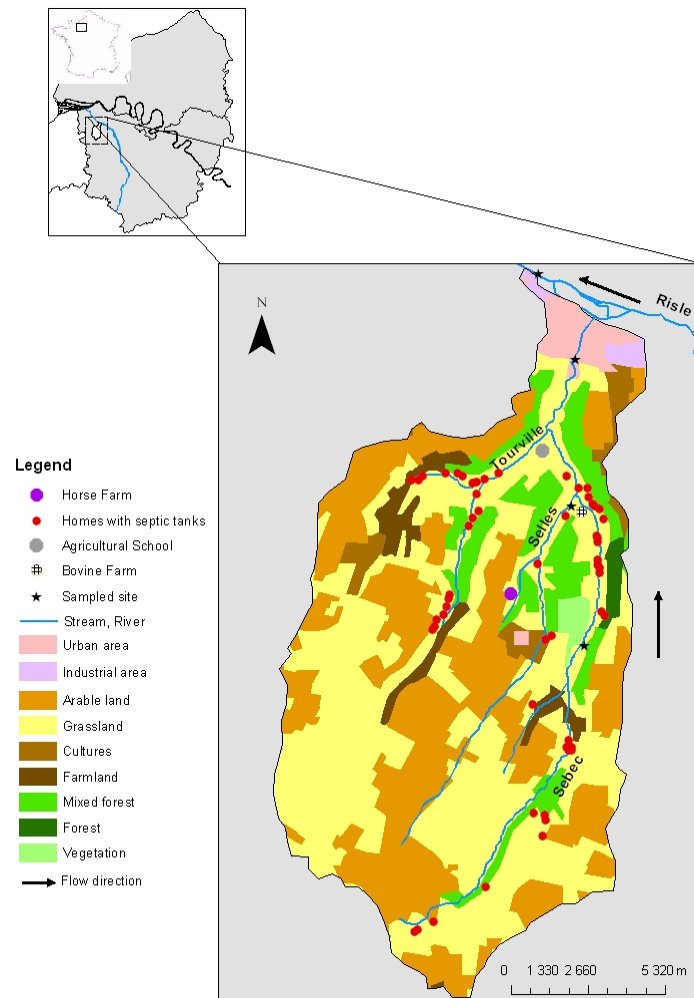 N
Risle
Tourville
Selles
Sebec
Legend
Horse Farm
Homes with septic tanks
Agricultural School
Bovine Farm
Sampled site
Stream, River
Urban area
Industrial area
Arable land
Grassland
Cultures
Farmland
Mixed forest
Forest
Vegetation
Flow direction
0 1 330 2 660 5 320 m